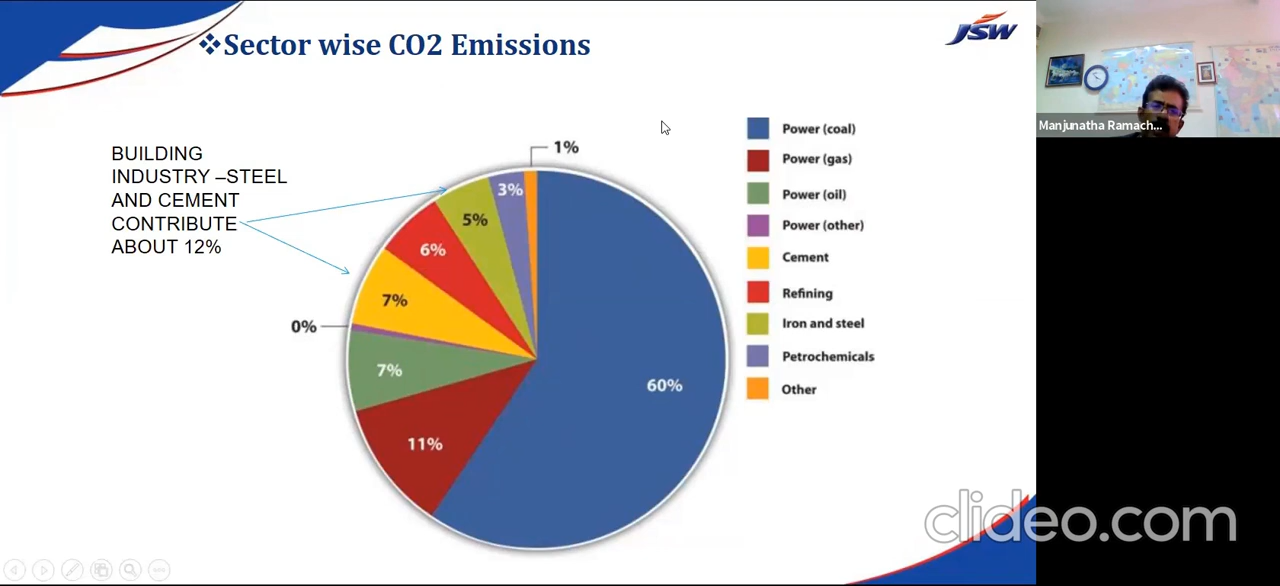 ❖Sector wise CO2 Emissions
JSW
Manjunatha Ramach...
BUILDING
INDUSTRY –STEEL
AND CEMENT
CONTRIBUTE
ABOUT 12%
1%
3%
5%
6%
7%
0%
7%
11%
60%
Power (coal)
Power (gas)
Power (oil)
Power (other)
Cement
Refining
Iron and steel
Petrochemicals
Other
clideo.com